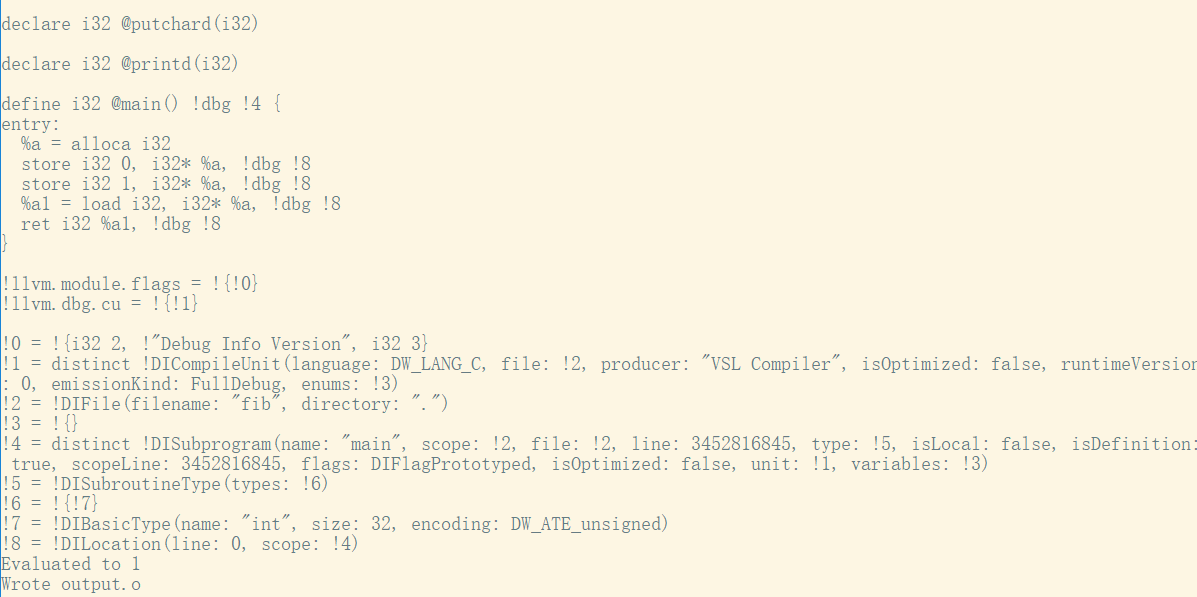 declare i32 @putchard(i32)
declare i32 @printd(i32)
define i32 @main() !dbg !4 {
entry:
  %a = alloca i32
  store i32 0, i32* %a, !dbg !8
  store i32 1, i32* %a, !dbg !8
  %a1 = load i32, i32* %a, !dbg !8
  ret i32 %a1, !dbg !8
}
!llvm.module.flags = !{!0}
!llvm.dbg.cu = !{!1}
!0 = !{i32 2, !"Debug Info Version", i32 3}
!1 = distinct !DICompileUnit(language: DW_LANG_C, file: !2, producer: "VSL Compiler", isOptimized: false, runtimeVersion
: 0, emissionKind: FullDebug, enums: !3)
!2 = !DIFile(filename: "fib", directory: ".")
!3 = !{}
!4 = distinct !DISubprogram(name: "main", scope: !2, file: !2, line: 3452816845, type: !5, isLocal: false, isDefinition:
 true, scopeLine: 3452816845, flags: DIFlagPrototyped, isOptimized: false, unit: !1, variables: !3)
!5 = !DISubroutineType(types: !6)
!6 = !{!7}
!7 = !DIBasicType(name: "int", size: 32, encoding: DW_ATE_unsigned)
!8 = !DILocation(line: 0, scope: !4)
Evaluated to 1
Wrote output.o